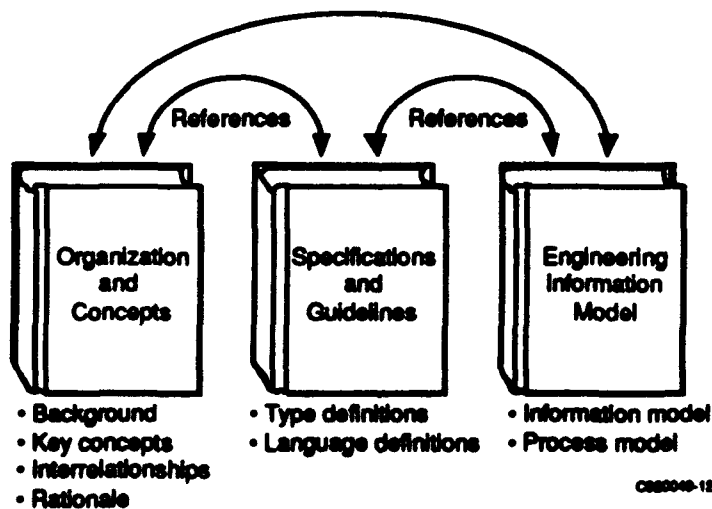 References
References
Organization
and
Concepts
Specifications
and
Guidelines
Engineering
Information
Model
• Background
• Key concepts
• Interrelationships
• Rationale
• Type definitions
• Language definitions
• Information model
• Process model